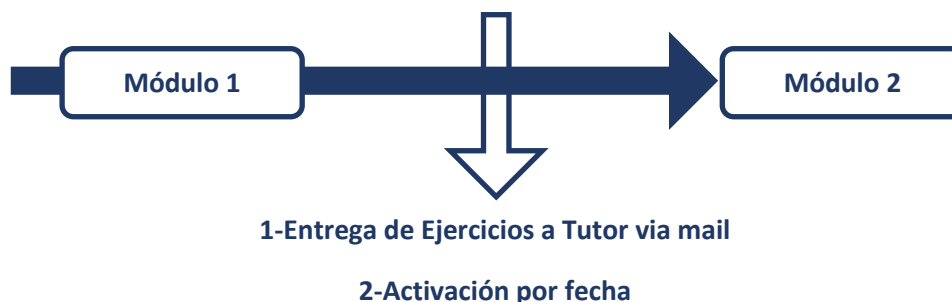 Módulo 1
Módulo 2
1-Entrega de Ejercicios a Tutor via mail
2-Activación por fecha